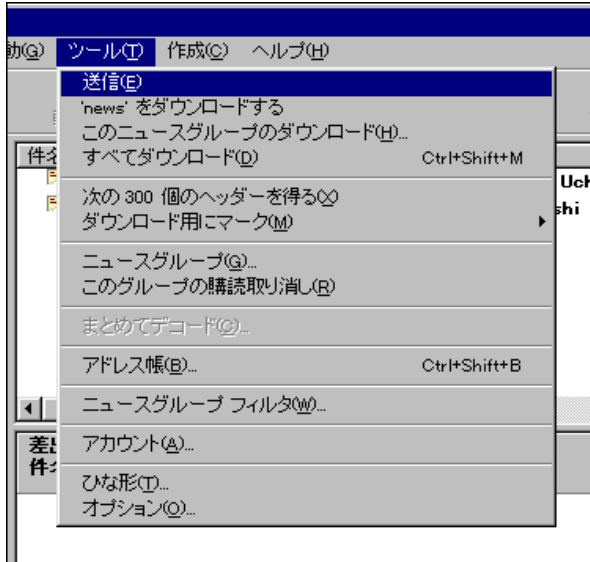 動(G) ツール(T) 作成(C) ヘルプ(H)
送信(E)
'news' をダウンロードする
このニュースグループのダウンロード(H)...
すべてダウンロード(D) Ctrl+Shift+M
件名
次の 300 個のヘッダーを得る(X)
Uch
ダウンロード用にマーク(M)
shi
ニュースグループ(G)...
このグループの購読取り消し(R)
まとめてデコード(C)...
アドレス帳(B)... Ctrl+Shift+B
ニュースグループ フィルタ(W)...
アカウント(A)...
差出
件名
ひな形(T)...
オプション(O)...